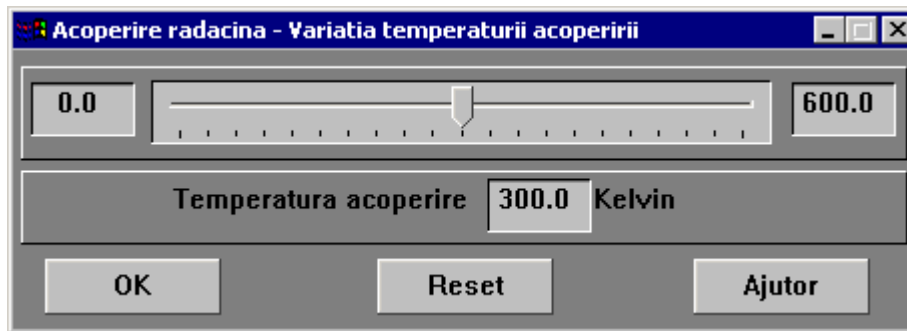 Acoperire radacina - Variatia temperaturii acoperirii
0.0 600.0
Temperatura acoperire 300.0 Kelvin
OK Reset Ajutor